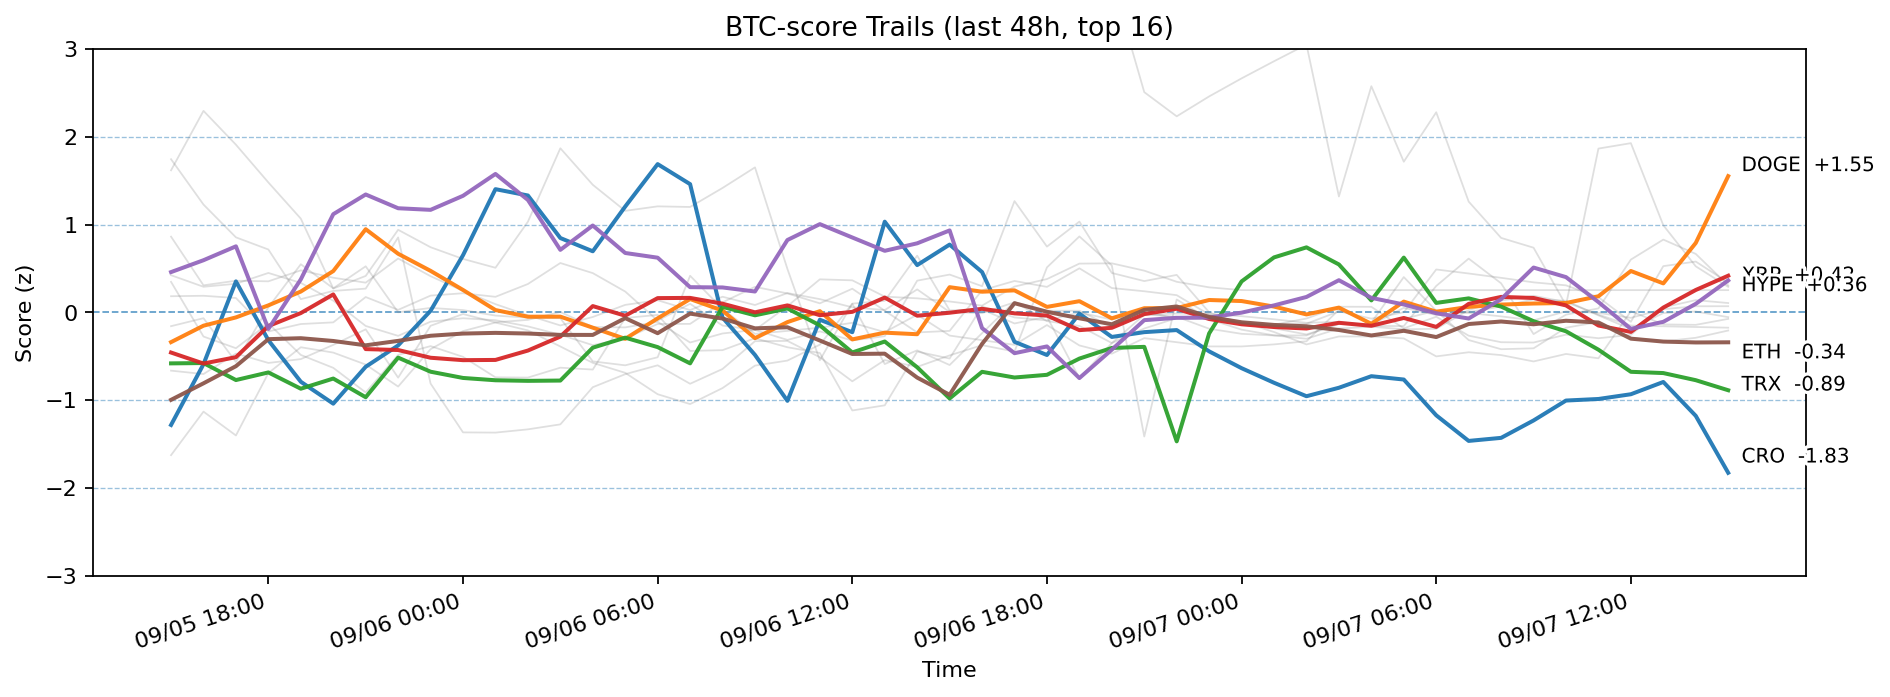 BTC-score Trails (last 48h, top 16)
Score (z)
3
2
1
0
−1
−2
−3
DOGE +1.55
XRP +0.42
HYPE +0.36
ETH -0.34
TRX -0.89
CRO -1.83
09/05 18:00
09/06 00:00
09/06 06:00
09/06 12:00
09/06 18:00
09/07 00:00
09/07 06:00
09/07 12:00
Time